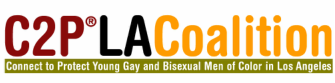 C2P®LACoalition
Connect to Protect Young Gay and Bisexual Men of Color in Los Angeles